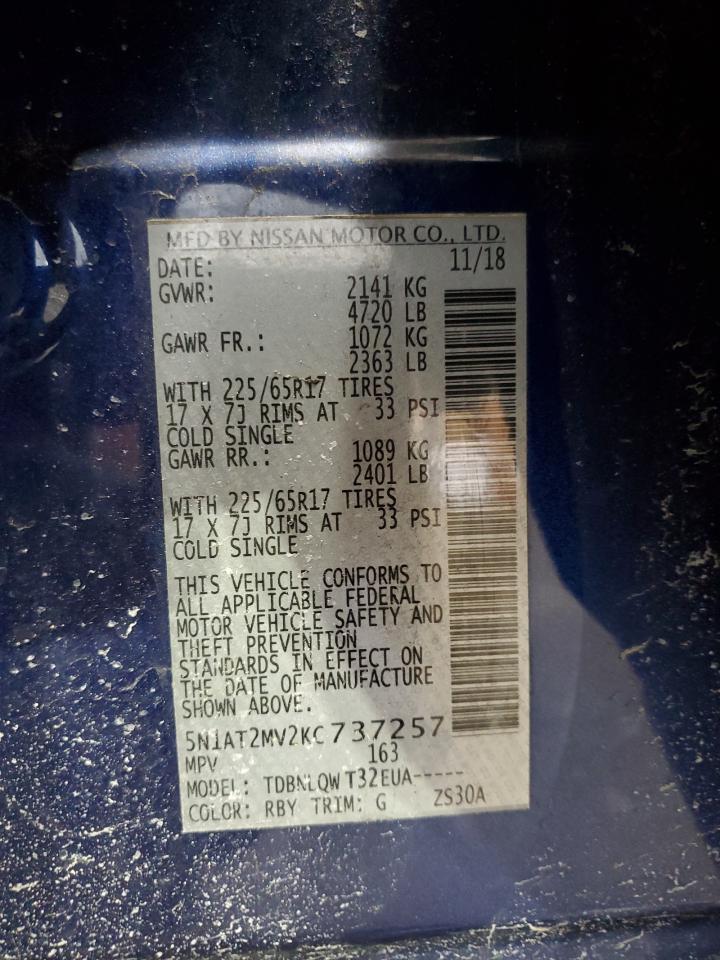 MFD BY NISSAN MOTOR CO., LTD.
DATE: 11/18
GVWR: 2141 KG
4720 LB
GAWR FR.: 1072 KG
2363 LB
WITH 225/65R17 TIRES
17 X 7J RIMS AT 33 PSI
COLD SINGLE
GAWR RR.: 1089 KG
2401 LB
WITH 225/65R17 TIRES
17 X 7J RIMS AT 33 PSI
COLD SINGLE
THIS VEHICLE CONFORMS TO
ALL APPLICABLE FEDERAL
MOTOR VEHICLE SAFETY AND
THEFT PREVENTION
STANDARDS IN EFFECT ON
THE DATE OF MANUFACTURE
SHOWN ABOVE.
5N1AT2MV2KC737257
MPV 163
MODEL: TDBNLQW T32EUA-----
COLOR: RBY TRIM: G ZS30A